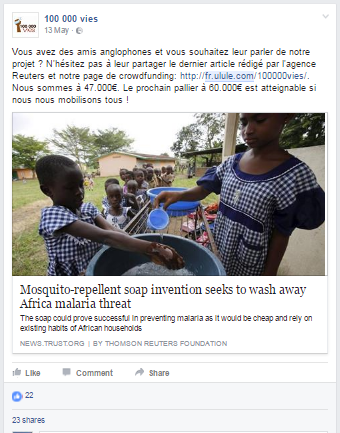 100 000 vies
13 May ·
Vous avez des amis anglophones et vous souhaitez leur parler de notre
projet ? N'hésitez pas à leur partager le dernier article rédigé par l'agence
Reuters et notre page de crowdfunding: http://fr.ulule.com/100000vies/.
Nous sommes à 47.000€. Le prochain pallier à 60.000€ est atteignable si
nous nous mobilisons tous !
Mosquito-repellent soap invention seeks to wash away
Africa malaria threat
The soap could prove successful in preventing malaria as it would be cheap and rely on
existing habits of African households
NEWS.TRUST.ORG | BY THOMSON REUTERS FOUNDATION
Like Comment Share
22
23 shares